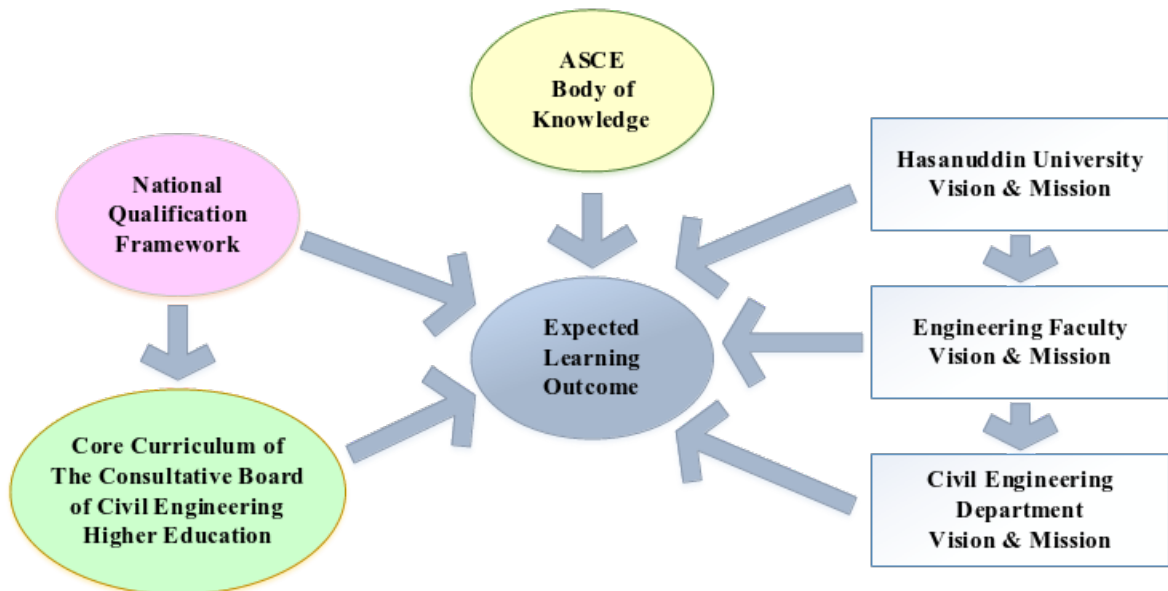 ASCE
Body of
Knowledge
National
Qualification
Framework
Hasanuddin University
Vision & Mission
Expected
Learning
Outcome
Engineering Faculty
Vision & Mission
Core Curriculum of
The Consultative Board
of Civil Engineering
Higher Education
Civil Engineering
Department
Vision & Mission